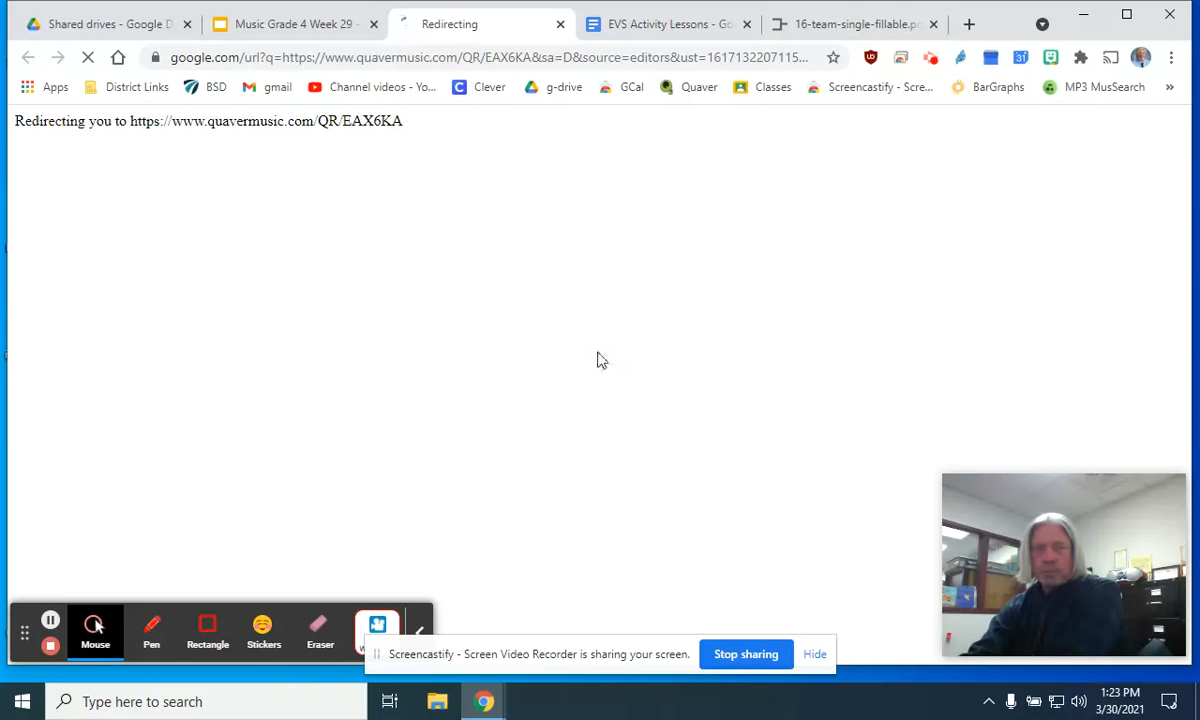 Shared drives - Google D
Music Grade 4 Week 29 -
Redirecting
EVS Activity Lessons - Go
16-team-single-fillable.p
google.com/url?q=https://www.quavermusic.com/QR/EAX6KA&sa=D&source=editors&ust=1617132207115...
Apps
District Links
BSD
gmail
Channel videos - Yo...
Clever
g-drive
GCal
Quaver
Classes
Screencastify - Scre...
BarGraphs
MP3 MusSearch
»
Redirecting you to https://www.quavermusic.com/QR/EAX6KA
Mouse
Pen
Rectangle
Stickers
Eraser
Screencastify - Screen Video Recorder is sharing your screen.
Stop sharing
Hide
Type here to search
1:23 PM
3/30/2021